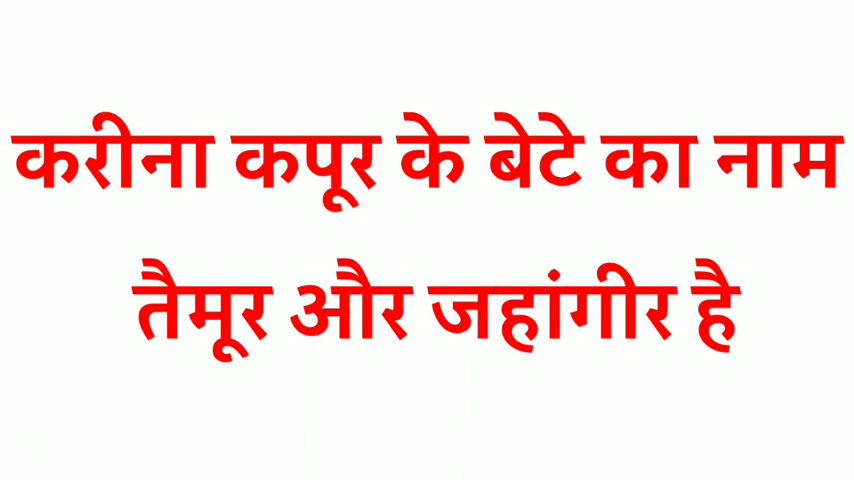 करीना कपूर के बेटे का नाम
तैमूर और जहांगीर है